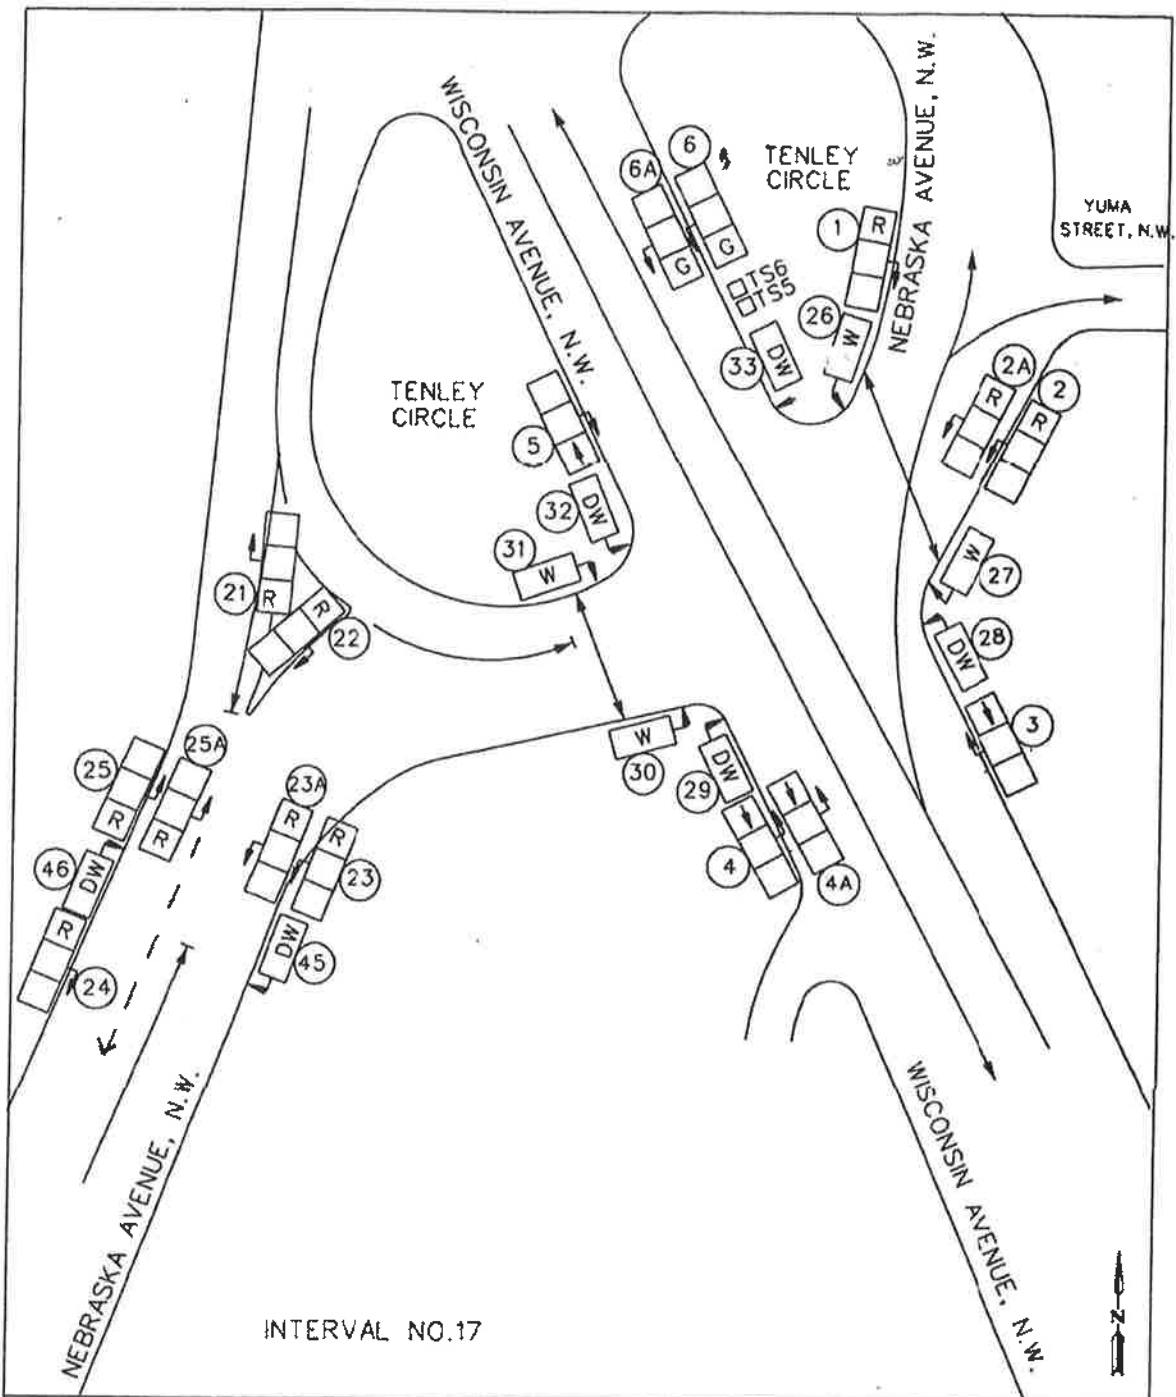 WISCONSIN AVENUE, N.W.
TENLEY
CIRCLE
NEBRASKA AVENUE, N.W.
YUMA
STREET, N.W.
6
6A
G
G
1
R
TS6
TS5
26
W
33
DW
2A
R
2
R
TENLEY
CIRCLE
5
32
DW
31
W
27
W
28
DW
3
21
R
22
R
30
W
29
DW
4
4A
25
R
25A
R
23A
R
23
R
46
DW
24
R
45
DW
NEBRASKA AVENUE, N.W.
WISCONSIN AVENUE, N.W.
INTERVAL NO.17
N